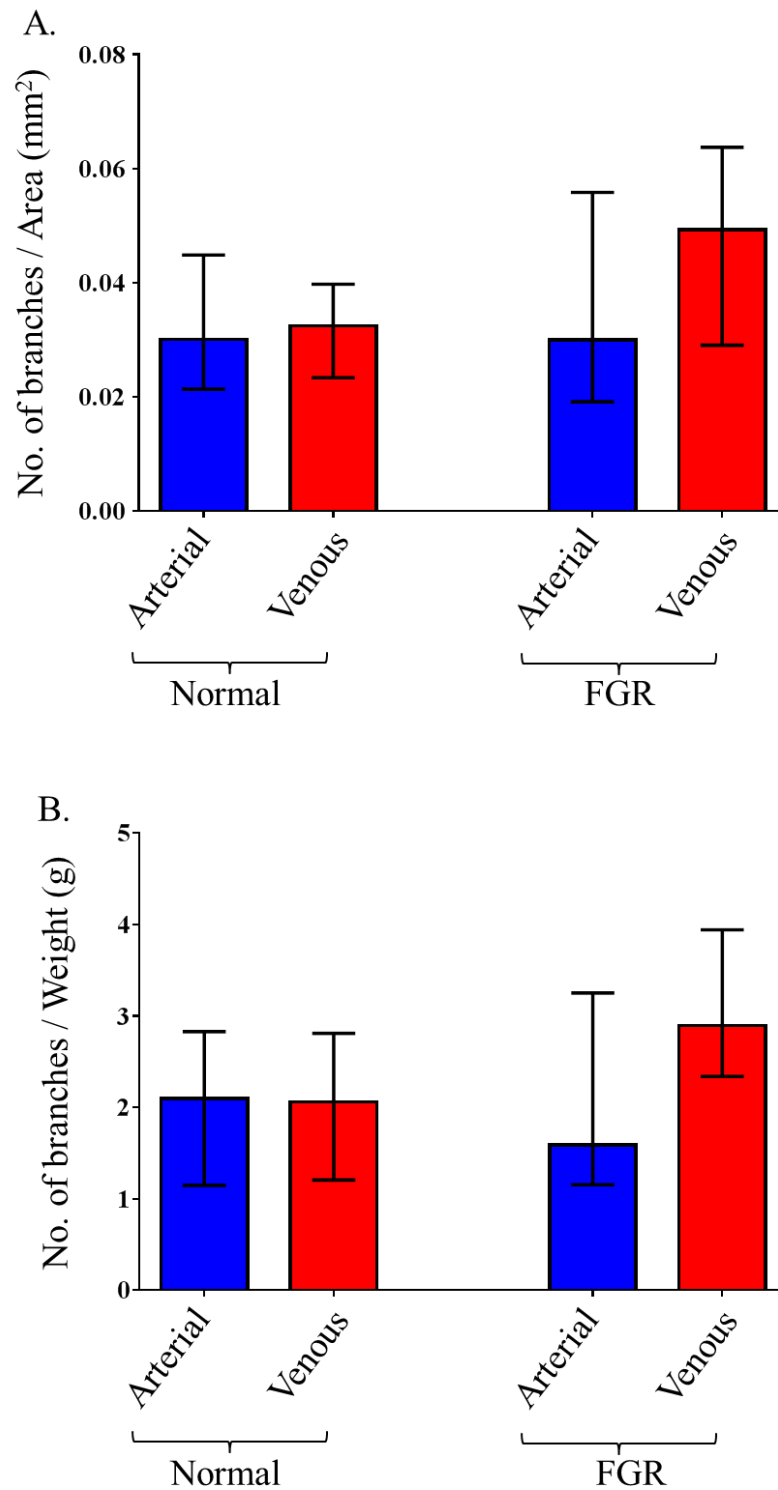 A.
No. of branches / Area (mm²)
0.08
0.06
0.04
0.02
0.00
Arterial
Venous
Arterial
Venous
Normal
FGR
B.
No. of branches / Weight (g)
5
4
3
2
1
0
Arterial
Venous
Arterial
Venous
Normal
FGR